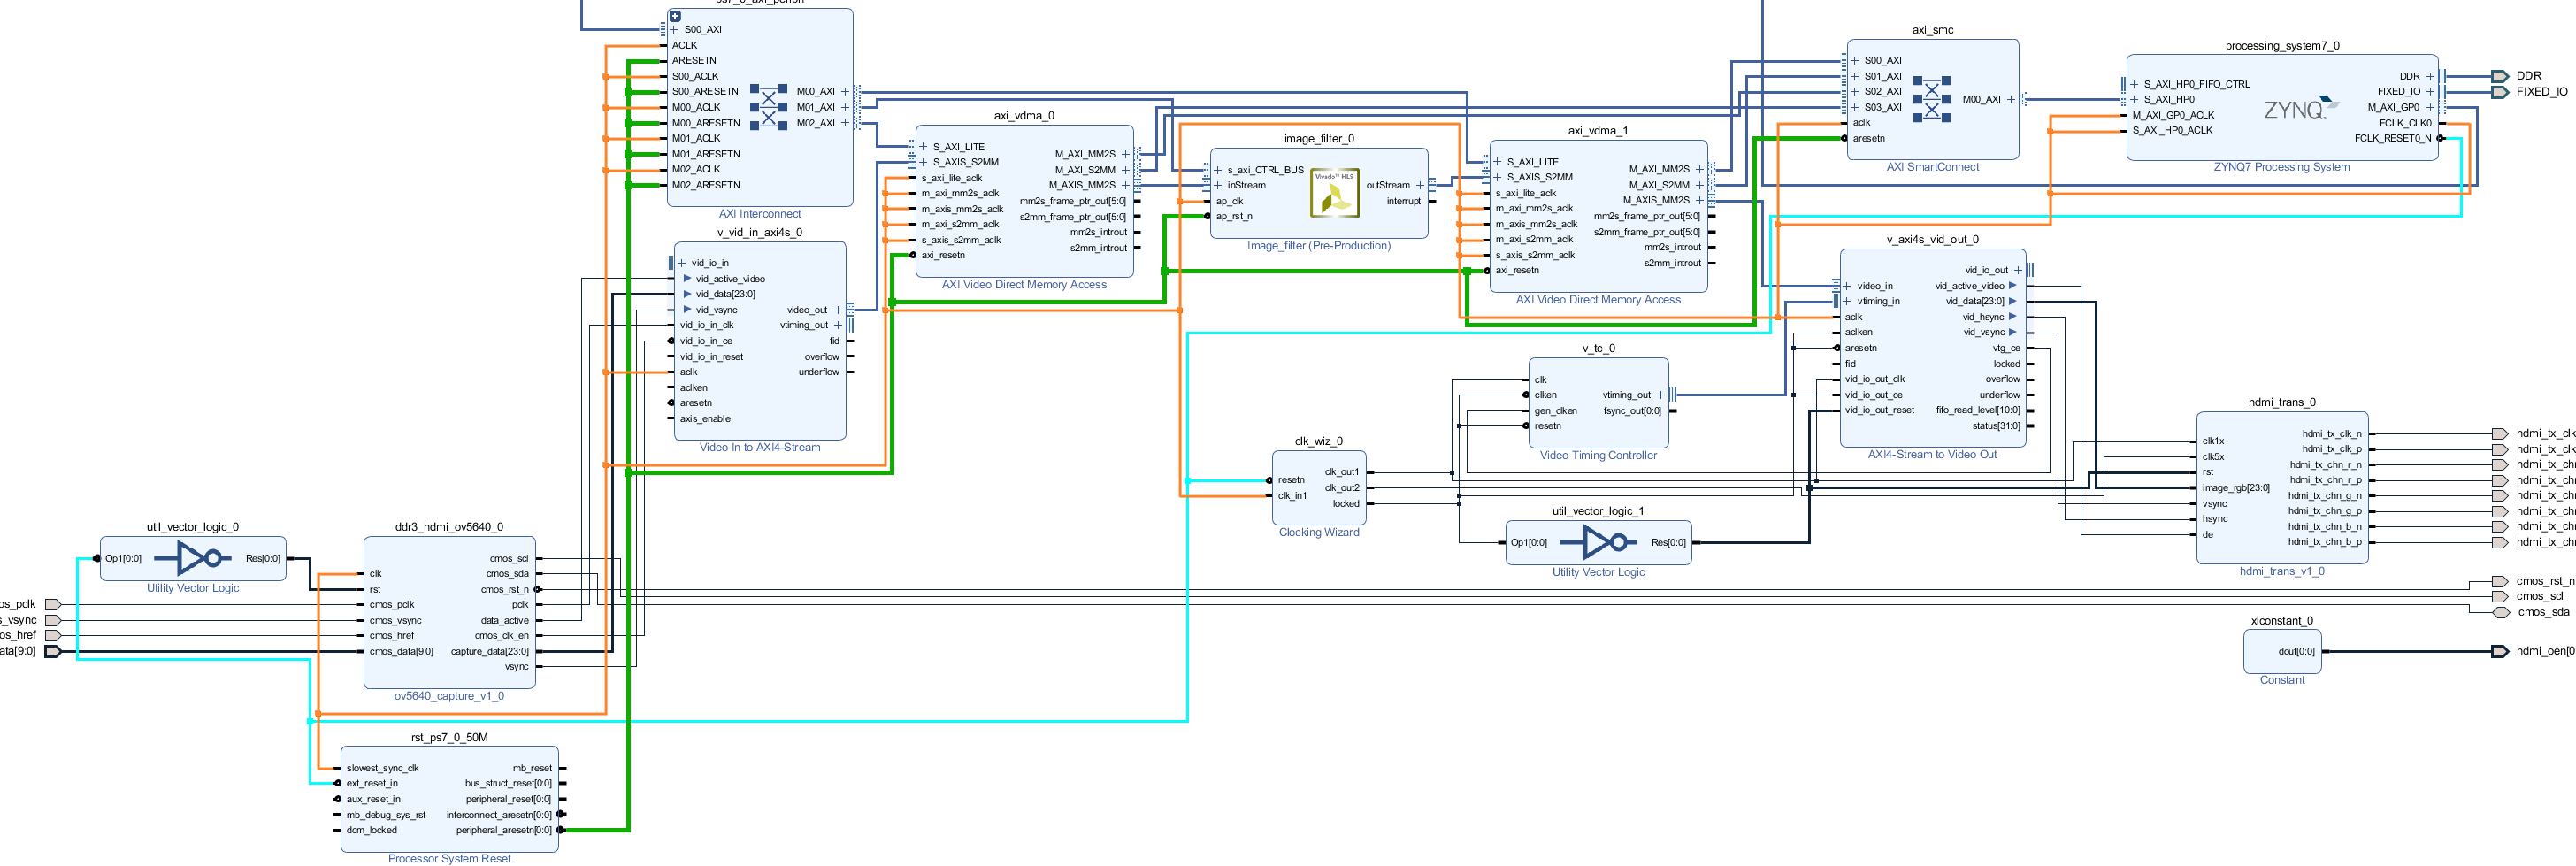 ps7_0_axi_periph
S00_AXI
ACLK
ARESETN
S00_ACLK
S00_ARESETN
M00_ACLK
M00_ARESETN
M01_ACLK
M01_ARESETN
M02_ACLK
M02_ARESETN
M00_AXI
M01_AXI
M02_AXI
AXI Interconnect
v_vid_in_axi4s_0
vid_io_in
vid_active_video
vid_data[23:0]
vid_vsync
vid_io_in_clk
vid_io_in_ce
vid_io_in_reset
aclk
aclken
aresetn
axis_enable
video_out
vtiming_out
fid
overflow
underflow
Video In to AXI4-Stream
axi_vdma_0
S_AXI_LITE
S_AXIS_S2MM
s_axi_lite_aclk
m_axi_mm2s_aclk
m_axis_mm2s_aclk
m_axi_s2mm_aclk
s_axis_s2mm_aclk
axi_resetn
M_AXI_MM2S
M_AXI_S2MM
M_AXIS_MM2S
mm2s_frame_ptr_out[5:0]
s2mm_frame_ptr_out[5:0]
mm2s_introut
s2mm_introut
AXI Video Direct Memory Access
image_filter_0
s_axi_CTRL_BUS
inStream
ap_clk
ap_rst_n
Vivado™ HLS
outStream
interrupt
Image_filter (Pre-Production)
axi_vdma_1
S_AXI_LITE
S_AXIS_S2MM
s_axi_lite_aclk
m_axi_mm2s_aclk
m_axis_mm2s_aclk
m_axi_s2mm_aclk
s_axis_s2mm_aclk
axi_resetn
M_AXI_MM2S
M_AXI_S2MM
M_AXIS_MM2S
mm2s_frame_ptr_out[5:0]
s2mm_frame_ptr_out[5:0]
mm2s_introut
s2mm_introut
AXI Video Direct Memory Access
axi_smc
S00_AXI
S01_AXI
S02_AXI
S03_AXI
aclk
aresetn
M00_AXI
AXI SmartConnect
processing_system7_0
S_AXI_HP0_FIFO_CTRL
S_AXI_HP0
M_AXI_GP0_ACLK
S_AXI_HP0_ACLK
ZYNQ
DDR
FIXED_IO
M_AXI_GP0
FCLK_CLK0
FCLK_RESET0_N
ZYNQ7 Processing System
DDR
FIXED_IO
v_axi4s_vid_out_0
video_in
vtiming_in
aclk
aclken
aresetn
fid
vid_io_out_clk
vid_io_out_ce
vid_io_out_reset
vid_io_out
vid_active_video
vid_data[23:0]
vid_hsync
vid_vsync
vtg_ce
locked
overflow
underflow
fifo_read_level[10:0]
status[31:0]
AXI4-Stream to Video Out
v_tc_0
clk
clken
gen_clken
resetn
vtiming_out
fsync_out[0:0]
Video Timing Controller
clk_wiz_0
resetn
clk_in1
clk_out1
clk_out2
locked
Clocking Wizard
util_vector_logic_1
Op1[0:0]
Res[0:0]
Utility Vector Logic
hdmi_trans_0
clk1x
clk5x
rst
image_rgb[23:0]
vsync
hsync
de
hdmi_tx_clk_n
hdmi_tx_clk_p
hdmi_tx_chn_r_n
hdmi_tx_chn_r_p
hdmi_tx_chn_g_n
hdmi_tx_chn_g_p
hdmi_tx_chn_b_n
hdmi_tx_chn_b_p
hdmi_trans_v1_0
hdmi_tx_clk
hdmi_tx_clk
hdmi_tx_chn
hdmi_tx_chn
hdmi_tx_chn
hdmi_tx_chn
hdmi_tx_chn
hdmi_tx_chn
cmos_rst_n
cmos_scl
cmos_sda
xlconstant_0
dout[0:0]
Constant
hdmi_oen[0
util_vector_logic_0
Op1[0:0]
Res[0:0]
Utility Vector Logic
os_pclk
s_vsync
os_href
ata[9:0]
ddr3_hdmi_ov5640_0
clk
rst
cmos_pclk
cmos_vsync
cmos_href
cmos_data[9:0]
cmos_scl
cmos_sda
cmos_rst_n
pclk
data_active
cmos_clk_en
capture_data[23:0]
vsync
ov5640_capture_v1_0
rst_ps7_0_50M
slowest_sync_clk
ext_reset_in
aux_reset_in
mb_debug_sys_rst
dcm_locked
mb_reset
bus_struct_reset[0:0]
peripheral_reset[0:0]
interconnect_aresetn[0:0]
peripheral_aresetn[0:0]
Processor System Reset